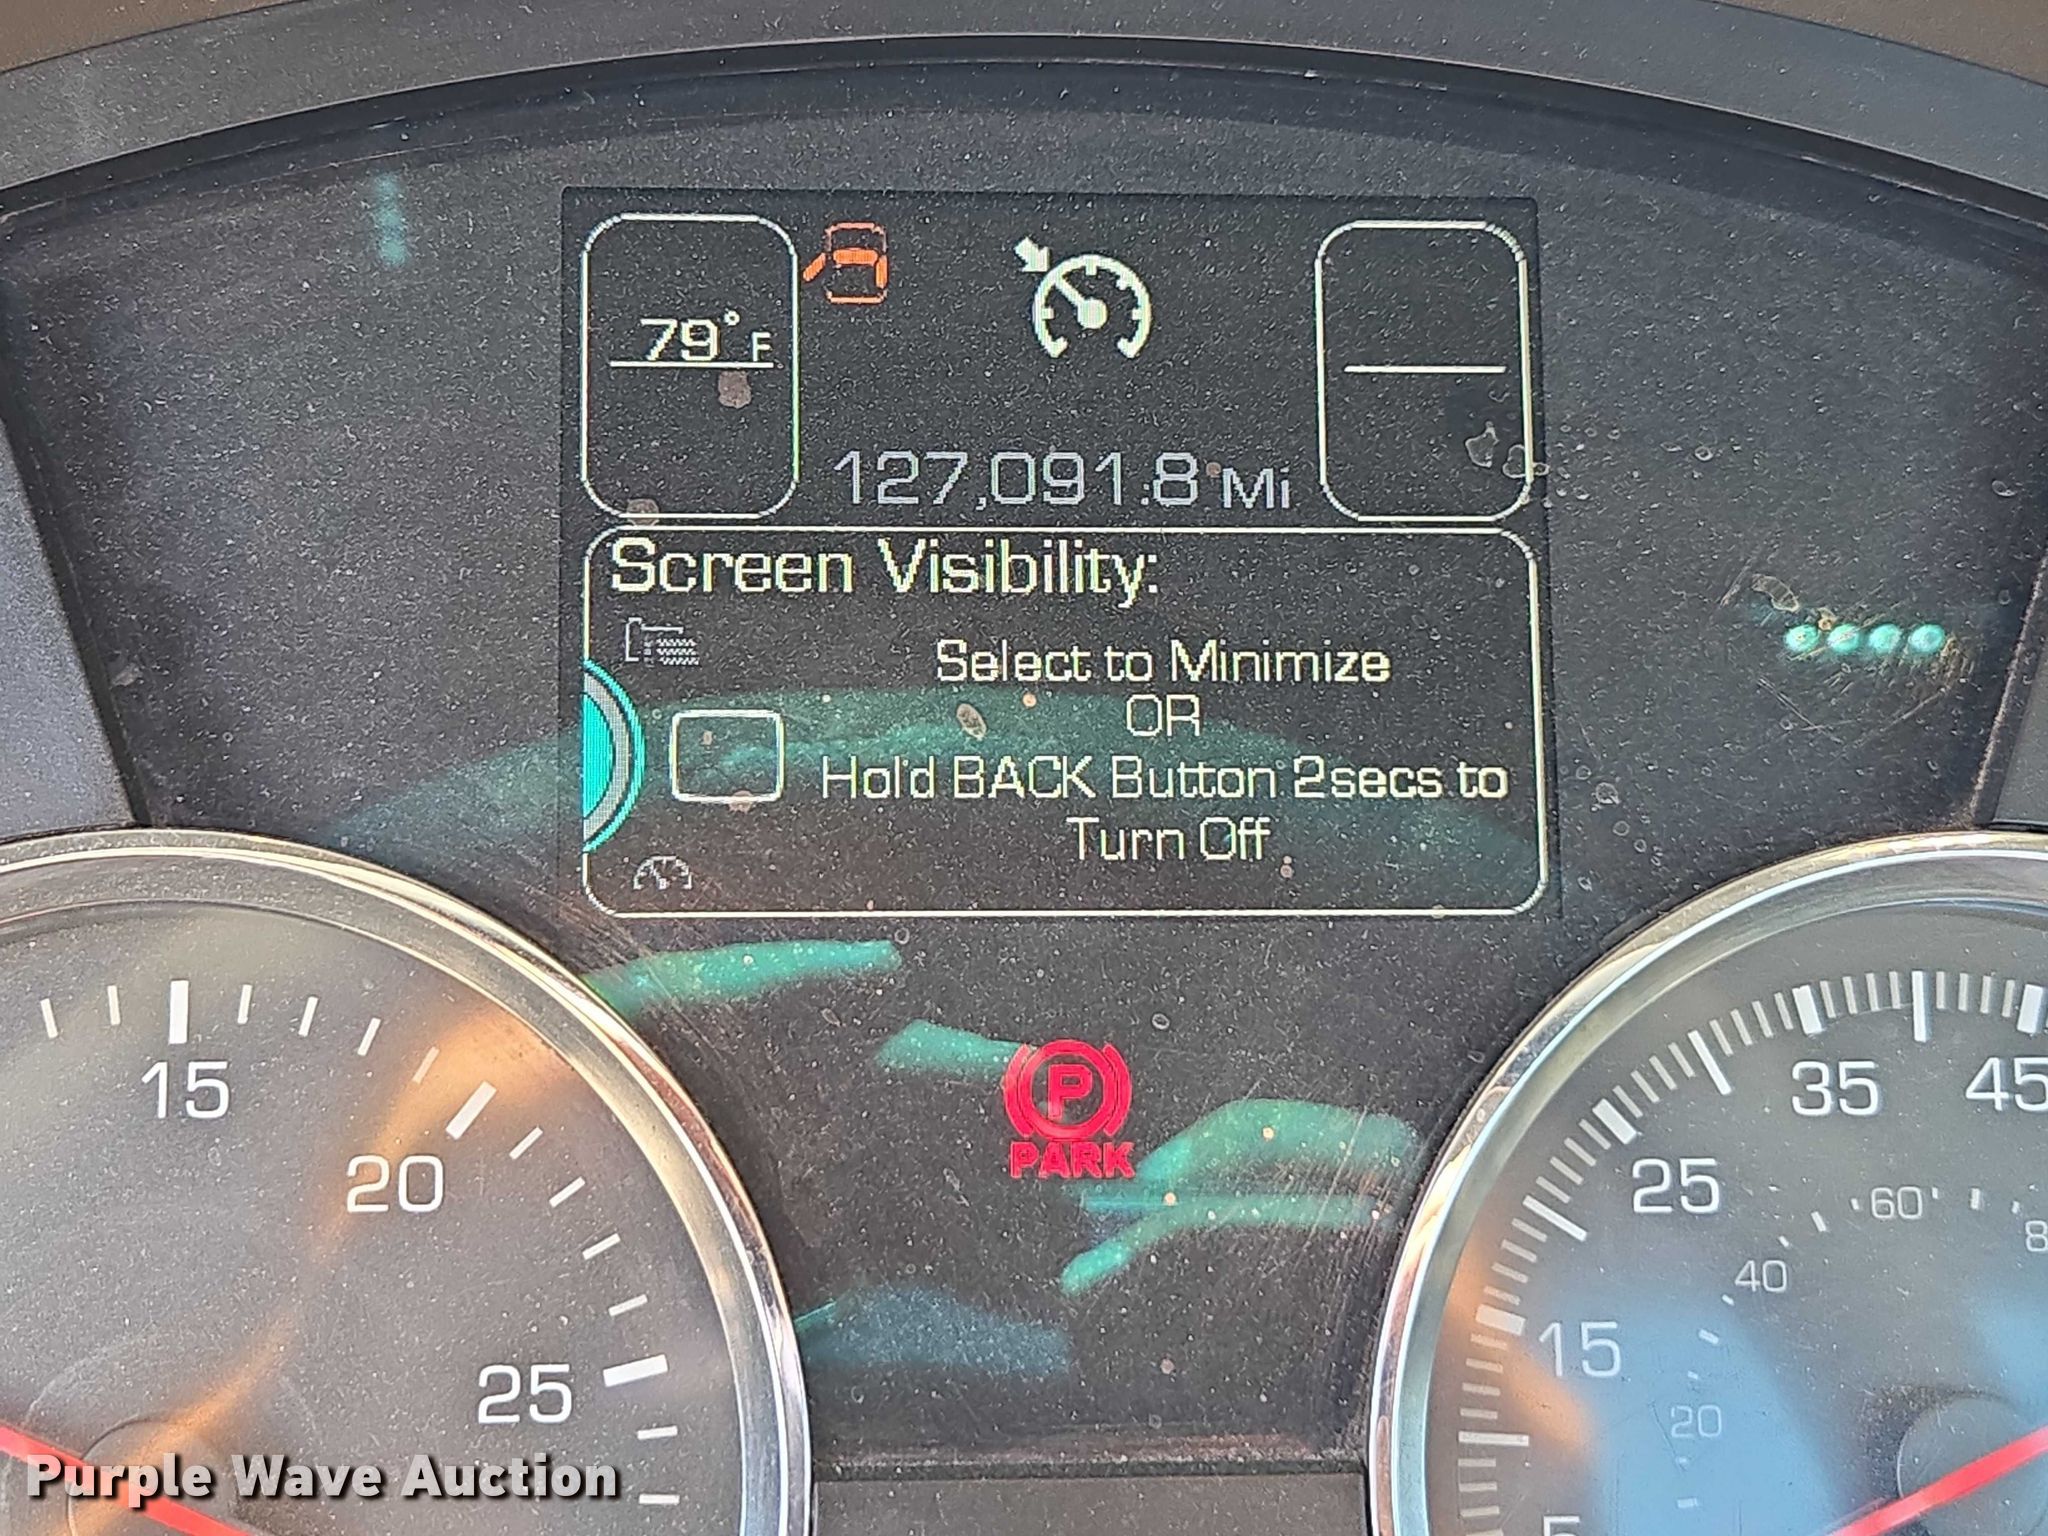 79° F
127,091.8 Mi
Screen Visibility:
Select to Minimize
OR
Hold BACK Button 2secs to
Turn Off
P
PARK
15
20
25
35
45
25
15
60
40
20
Purple Wave Auction